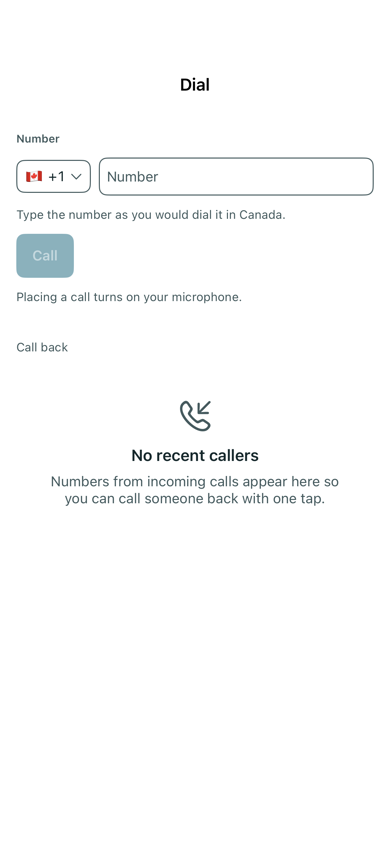 Dial
Number
+1
Number
Type the number as you would dial it in Canada.
Call
Placing a call turns on your microphone.
Call back
No recent callers
Numbers from incoming calls appear here so
you can call someone back with one tap.